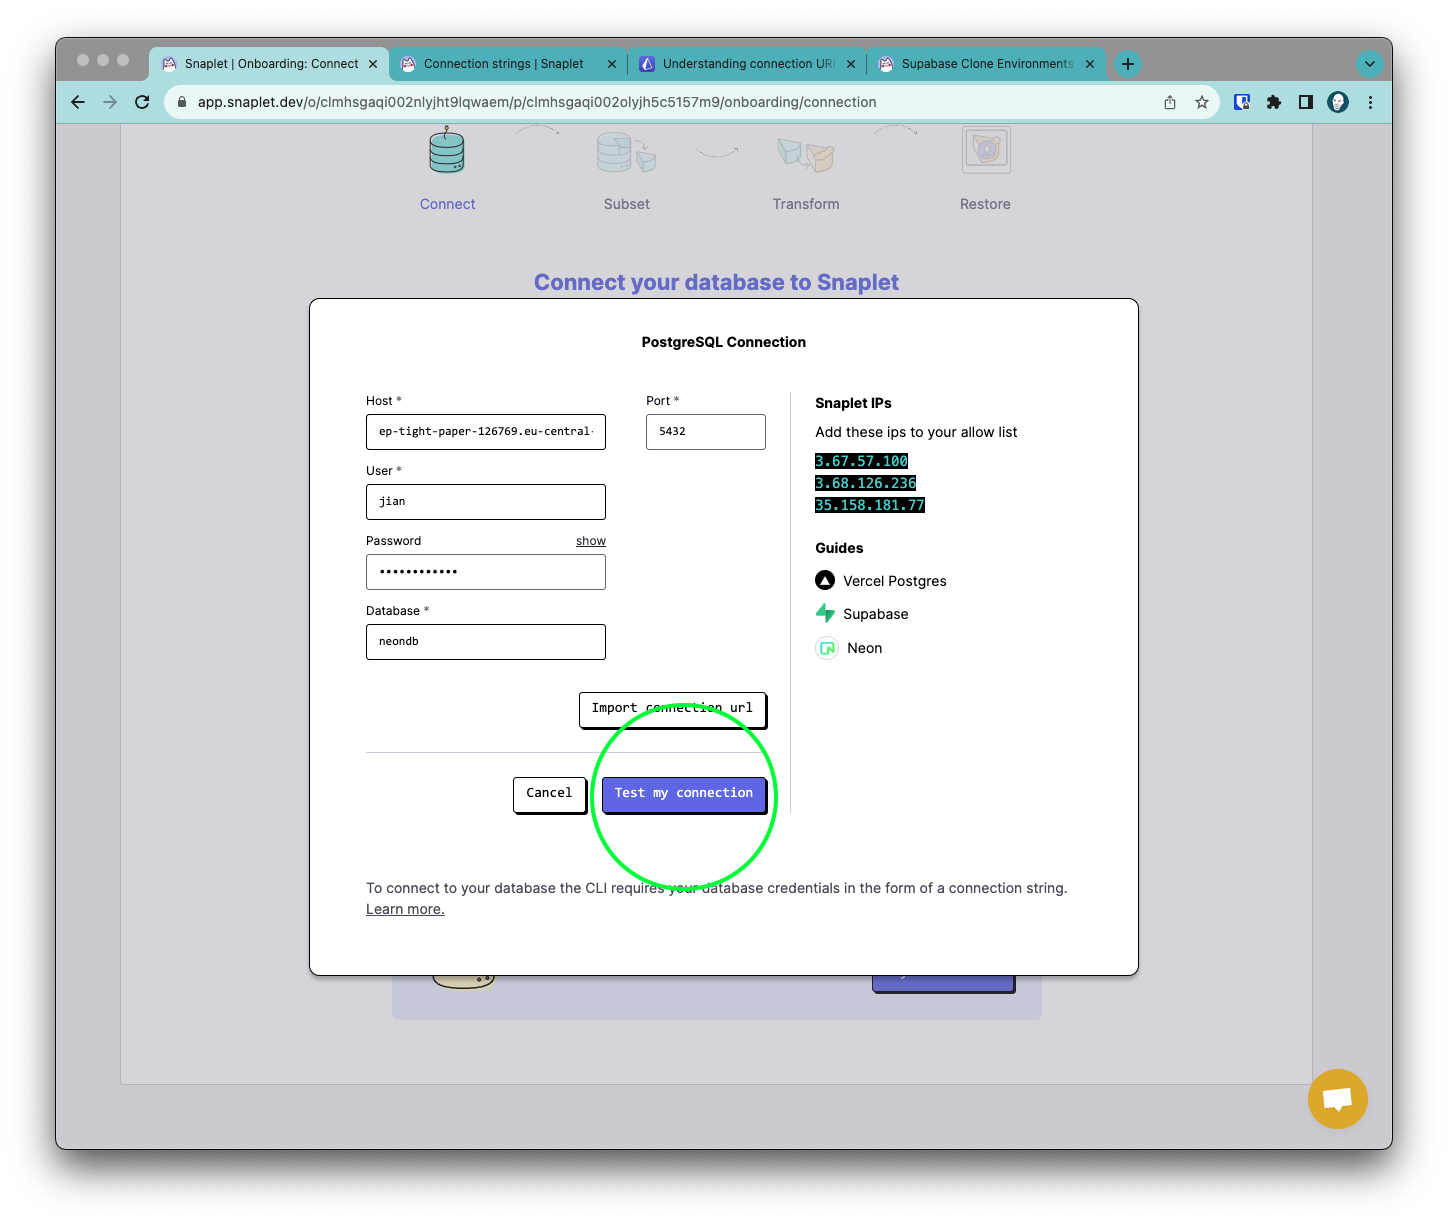 Snaplet | Onboarding: Connect
Connection strings | Snaplet
Understanding connection URI
Supabase Clone Environments
app.snaplet.dev/o/clmhsgaqi002nlyjht9lqwaem/p/clmhsgaqi002olyjh5c5157m9/onboarding/connection
Connect
Subset
Transform
Restore
Connect your database to Snaplet
PostgreSQL Connection
Host *
Port *
ep-tight-paper-126769.eu-central-
5432
User *
jian
Password
show
••••••••••••
Database *
neondb
Import connection url
Cancel
Test my connection
Snaplet IPs
Add these ips to your allow list
3.67.57.100
3.68.126.236
35.158.181.77
Guides
Vercel Postgres
Supabase
Neon
To connect to your database the CLI requires your database credentials in the form of a connection string.
Learn more.